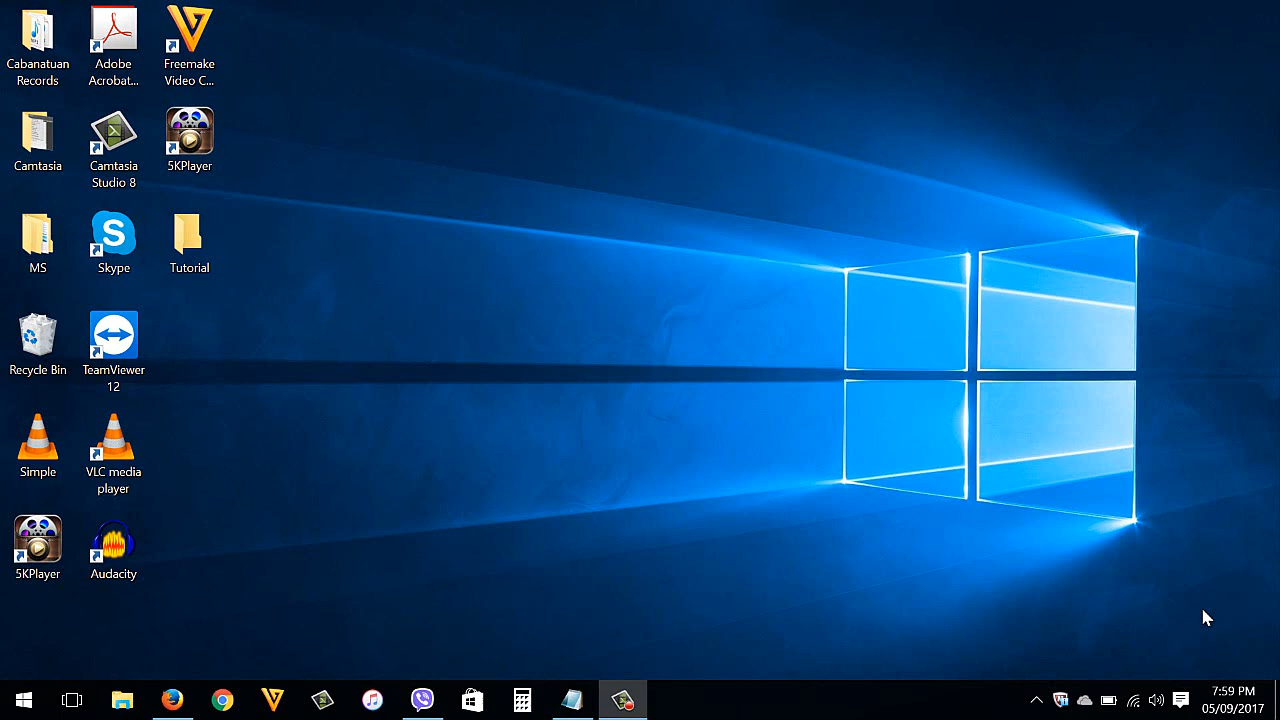 Cabanatuan
Records
Adobe
Acrobat...
Freemake
Video C...
Camtasia
Camtasia
Studio 8
5KPlayer
MS
Skype
Tutorial
Recycle Bin
TeamViewer
12
Simple
VLC media
player
5KPlayer
Audacity
7:39 PM
05/09/2017